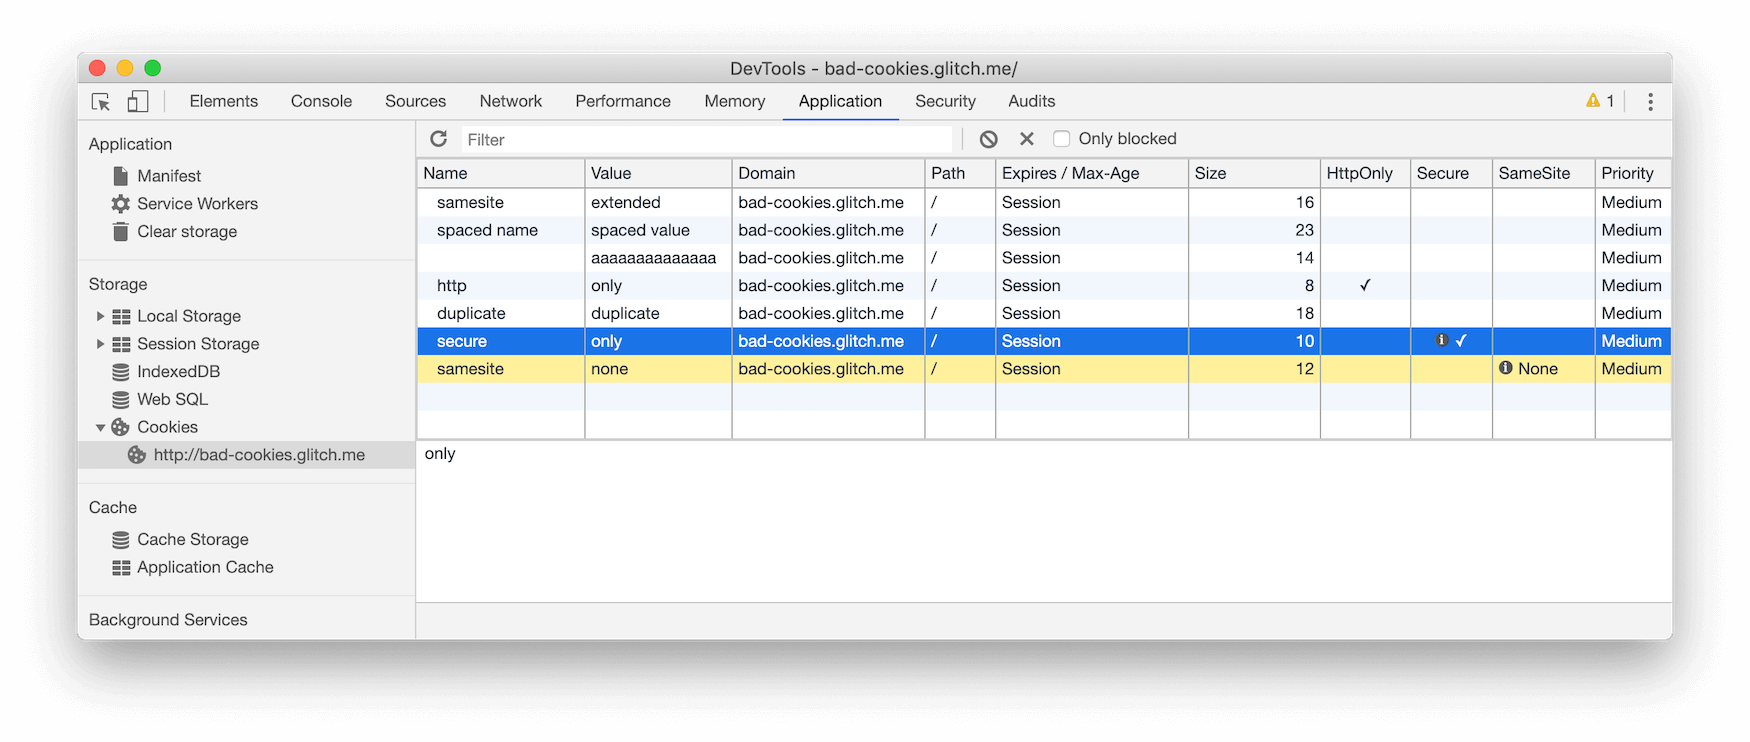 DevTools - bad-cookies.glitch.me/
Elements Console Sources Network Performance Memory Application Security Audits 1
Application
Manifest
Service Workers
Clear storage
Storage
Local Storage
Session Storage
IndexedDB
Web SQL
Cookies
http://bad-cookies.glitch.me
Cache
Cache Storage
Application Cache
Background Services
Filter Only blocked
Name Value Domain Path Expires / Max-Age Size HttpOnly Secure SameSite Priority
samesite extended bad-cookies.glitch.me / Session 16 Medium
spaced name spaced value bad-cookies.glitch.me / Session 23 Medium
aaaaaaaaaaaaaa bad-cookies.glitch.me / Session 14 Medium
http only bad-cookies.glitch.me / Session 8 ✓ Medium
duplicate duplicate bad-cookies.glitch.me / Session 18 Medium
secure only bad-cookies.glitch.me / Session 10 ✓ Medium
samesite none bad-cookies.glitch.me / Session 12 None Medium
only